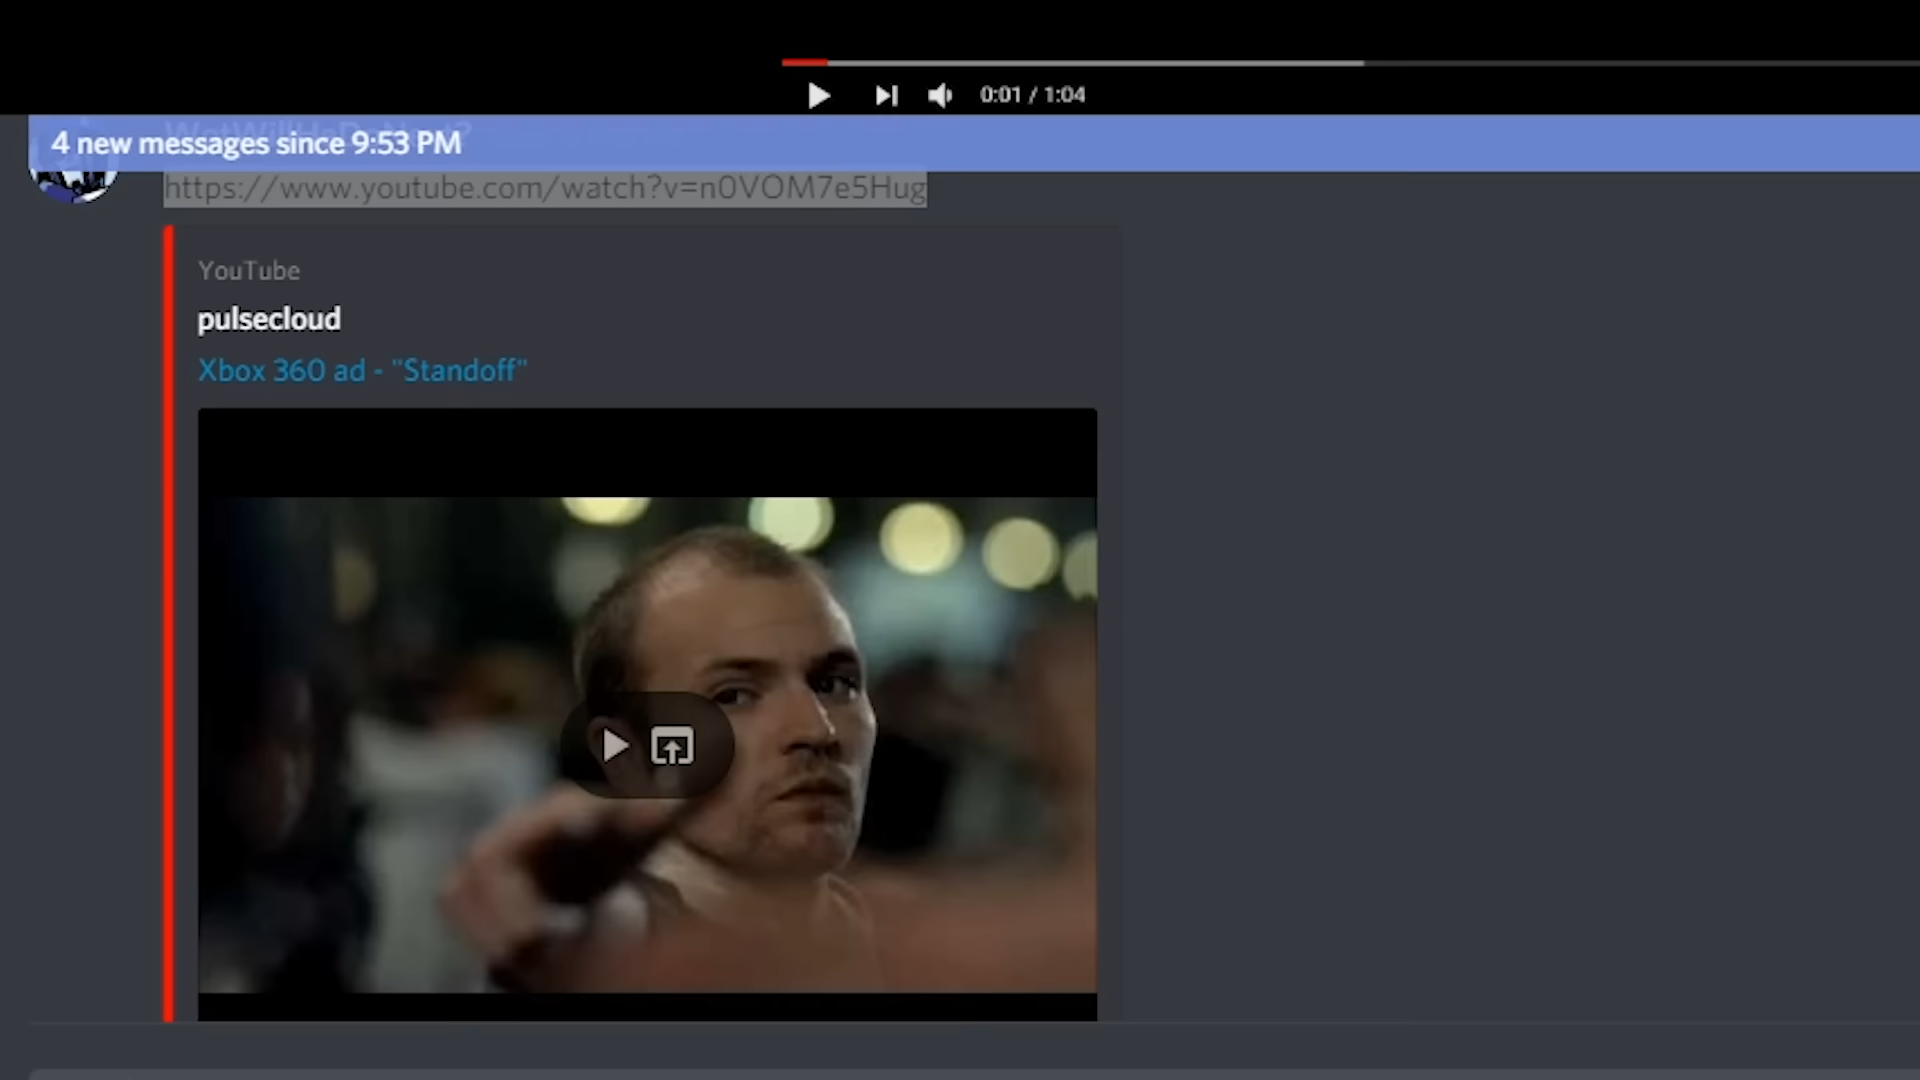 0:01 / 1:04
4 new messages since 9:53 PM
https://www.youtube.com/watch?v=n0VOM7e5Hug
YouTube
pulsecloud
Xbox 360 ad - "Standoff"